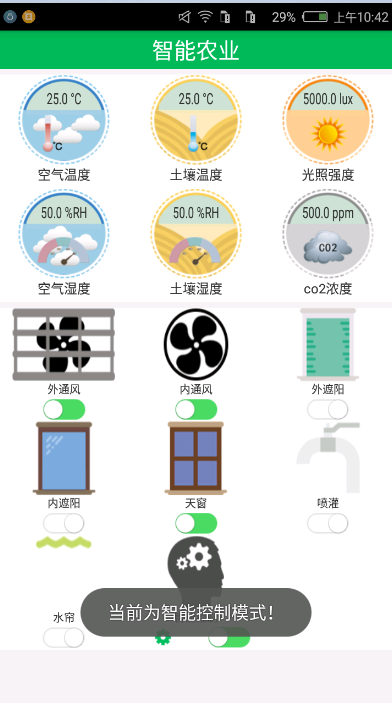 29% 上午10:42
智能农业
25.0 °C 25.0 °C 5000.0 lux
°C °C
空气温度 土壤温度 光照强度
50.0 %RH 50.0 %RH 500.0 ppm
CO2
空气湿度 土壤湿度 co2浓度
外通风 内通风 外遮阳
内遮阳 天窗 喷灌
当前为智能控制模式!
水帘